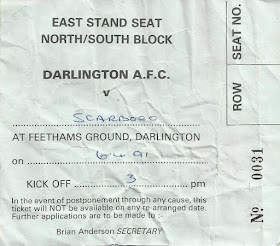 EAST STAND SEAT
NORTH/SOUTH BLOCK
DARLINGTON A.F.C.
v
SCARBORO
AT FEETHAMS GROUND, DARLINGTON
on 6.4.91
KICK OFF 3 pm
In the event of postponement through any cause, this
ticket will NOT be available on any re-arranged date.
Further applications are to be made to :-
Brian Anderson SECRETARY
SEAT NO.
ROW
No 0031